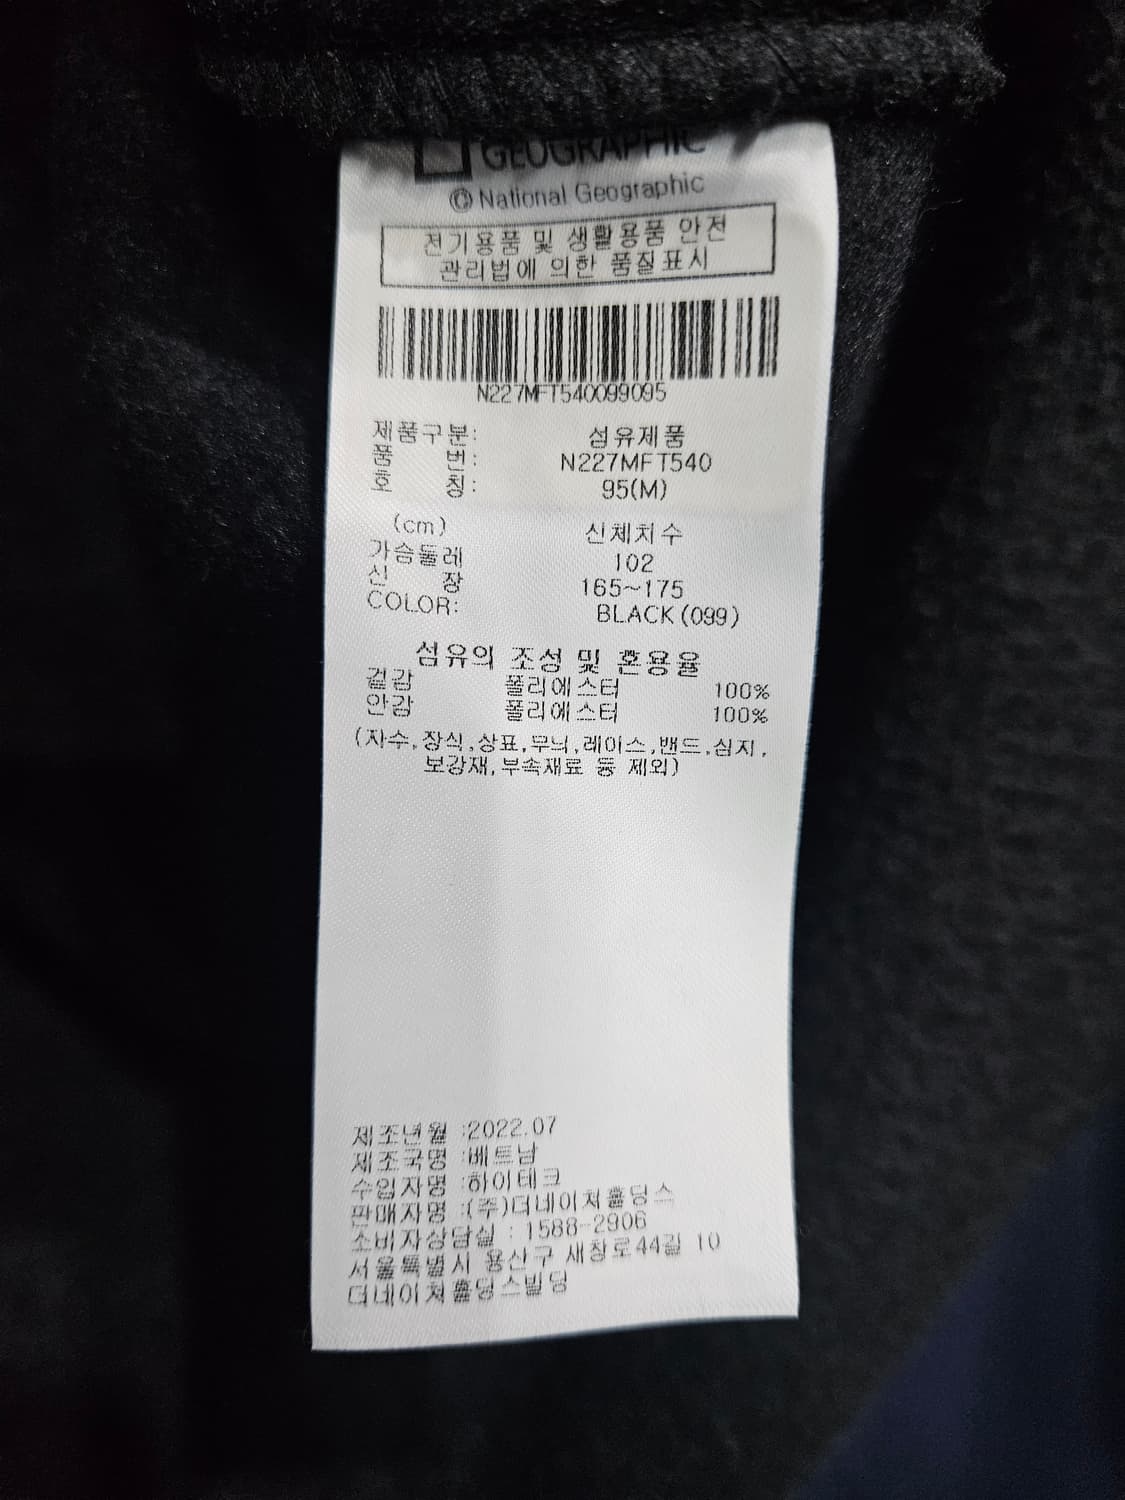 GEOGRAPHIC
© National Geographic
전기용품 및 생활용품 안전
관리법에 의한 품질표시
N227MFT540099095
제품구분: 섬유제품
품 번: N227MFT540
호 칭: 95(M)
(cm) 신체치수
가슴둘레 102
신 장 165~175
COLOR: BLACK(099)
섬유의 조성 및 혼용율
겉감 폴리에스터 100%
안감 폴리에스터 100%
(자수,장식,상표,무늬,레이스,밴드,심지,
보강재,부속재료 등 제외)
제조년월 :2022.07
제조국명 :베트남
수입자명 :하이테크
판매자명 :(주)더네이쳐홀딩스
소비자상담실 : 1588-2906
서울특별시 용산구 새창로44길 10
더네이쳐홀딩스빌딩